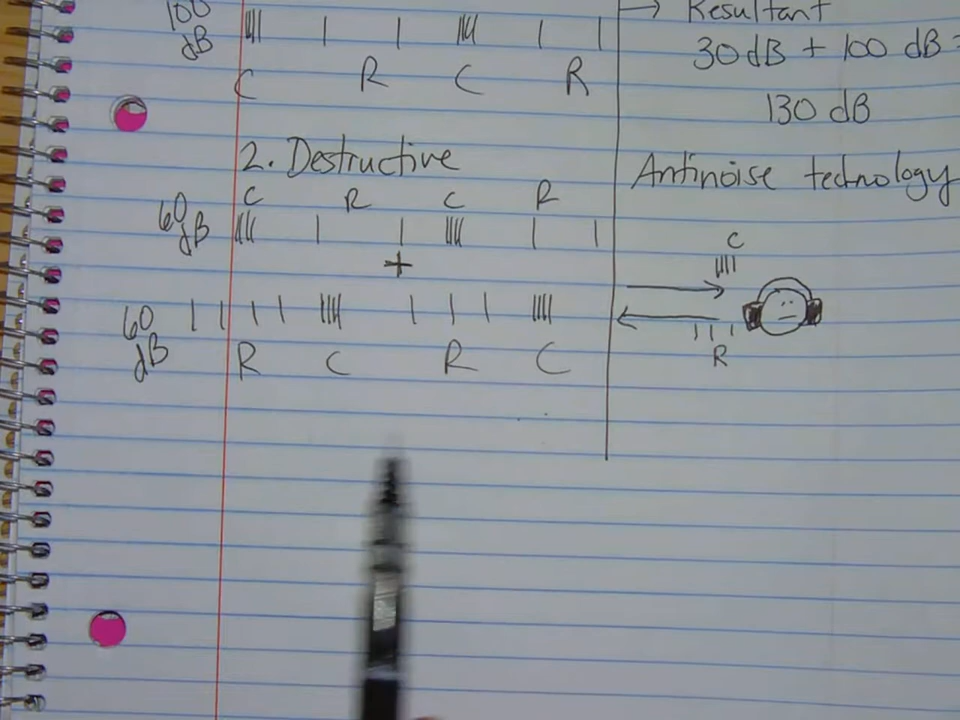 100
dB
C R C R
Resultant
30 dB + 100 dB =
130 dB
2. Destructive
C R C R
60
dB
+
60
dB
R C R C
Antinoise technology
C
R